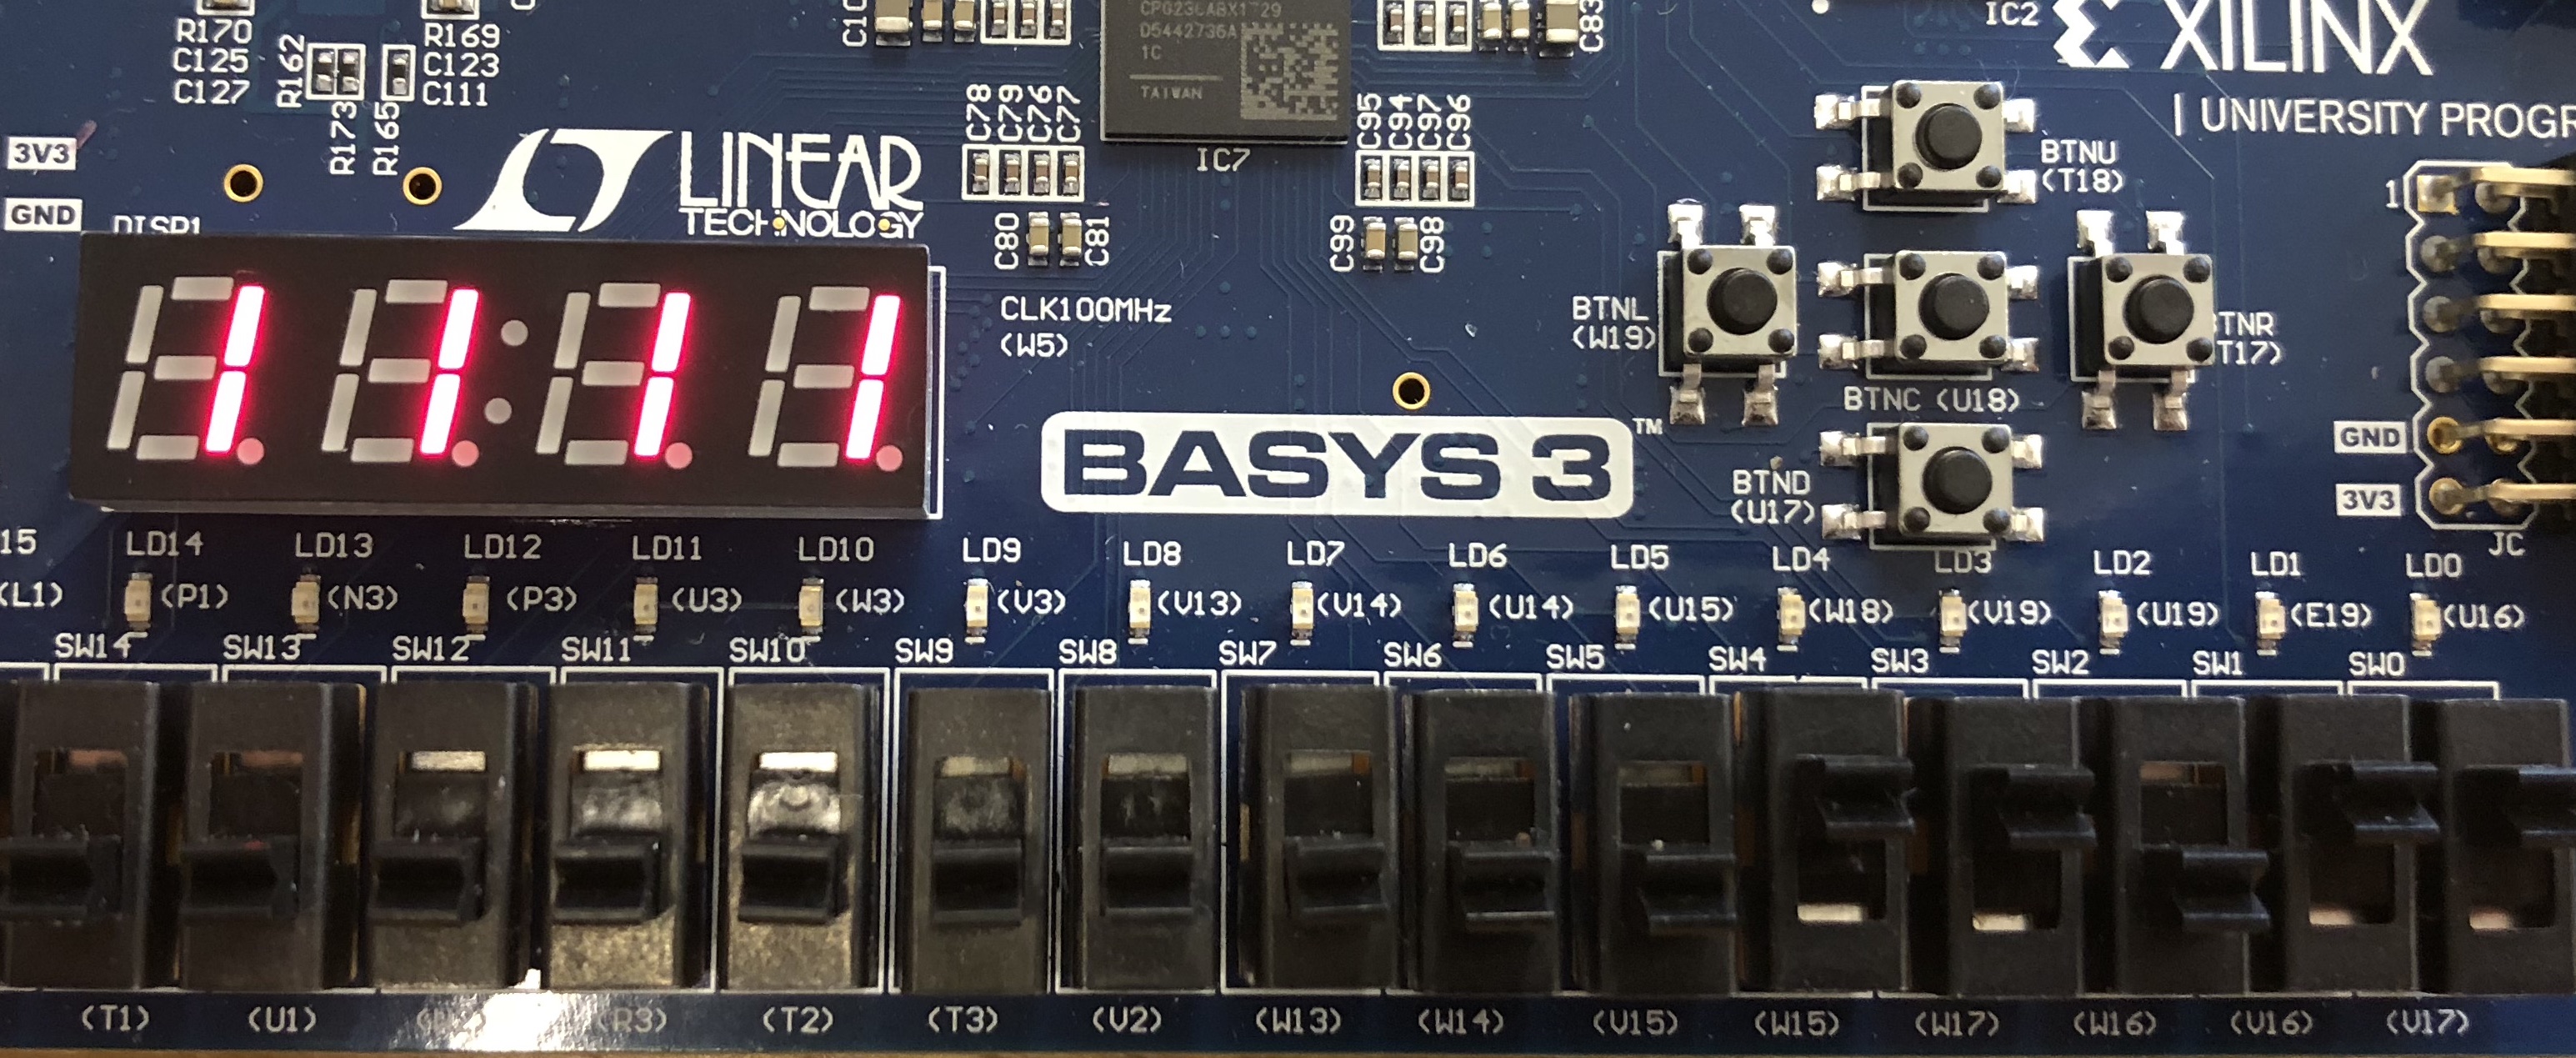 R170
C125
C127
R162
R173
R165
R169
C123
C111
C78
C79
C76
C77
C80
C81
D5442736A
1C
TAIWAN
IC7
C95
C94
C97
C96
C99
C98
C83
IC2
XILINX
| UNIVERSITY PROGR
3V3
GND
DISP1
LINEAR
TECHNOLOGY
BTNU
(T18)
1
1111
CLK100MHz
(W5)
BTNL
(W19)
BTNR
T17)
BTNC (U18)
BASYS 3™
BTND
(U17)
GND
3V3
JC
15 LD14 LD13 LD12 LD11 LD10 LD9 LD8 LD7 LD6 LD5 LD4 LD3 LD2 LD1 LD0
(L1) (P1) (N3) (P3) (U3) (W3) (V3) (V13) (V14) (U14) (U15) (W18) (V19) (U19) (E19) (U16)
SW14 SW13 SW12 SW11 SW10 SW9 SW8 SW7 SW6 SW5 SW4 SW3 SW2 SW1 SW0
(T1) (U1) (R3) (T2) (T3) (V2) (W13) (W14) (V15) (W15) (W17) (W16) (V16) (V17)